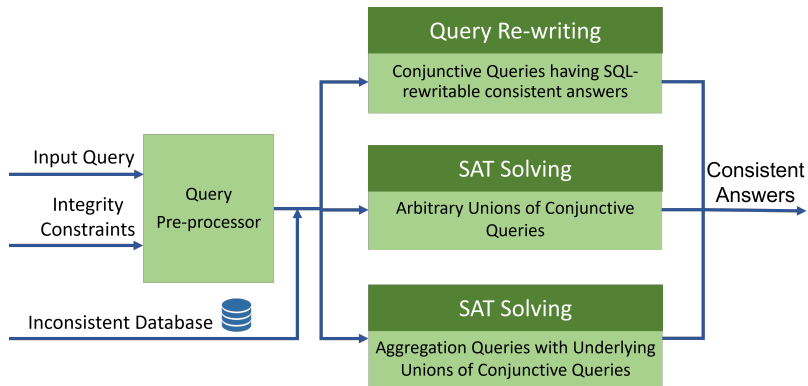 Input Query
Integrity
Constraints
Inconsistent Database
Query
Pre-processor
Query Re-writing
Conjunctive Queries having SQL-
rewritable consistent answers
SAT Solving
Arbitrary Unions of Conjunctive
Queries
SAT Solving
Aggregation Queries with Underlying
Unions of Conjunctive Queries
Consistent
Answers